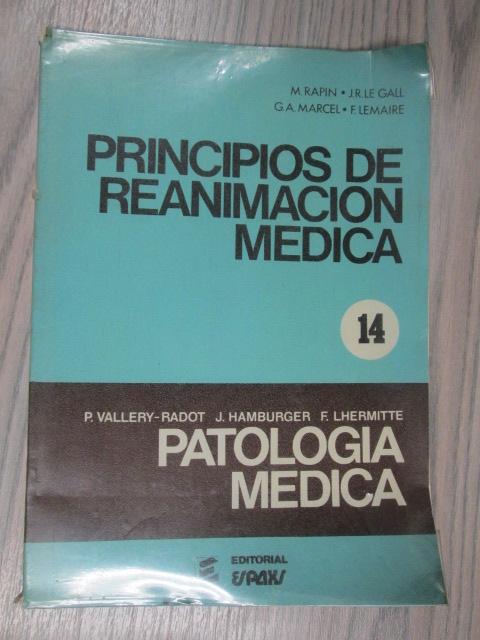 M. RAPIN • J.R. LE GALL
G.A. MARCEL • F. LEMAIRE
PRINCIPIOS DE
REANIMACION
MEDICA
14
P. VALLERY-RADOT J. HAMBURGER F. LHERMITTE
PATOLOGIA
MEDICA
EDITORIAL
ESPAXS